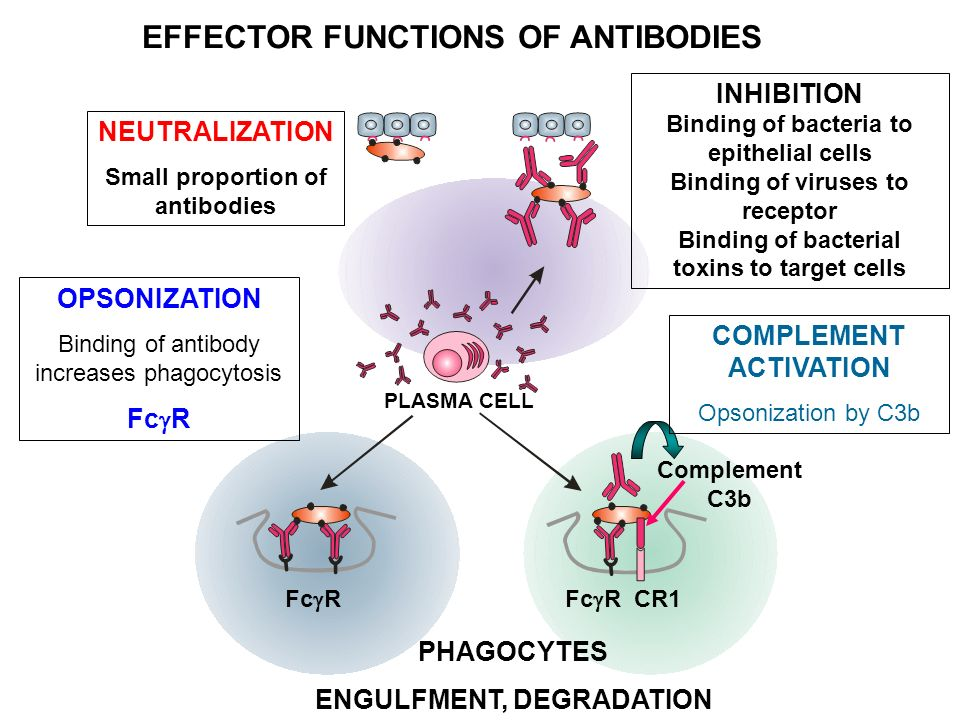 EFFECTOR FUNCTIONS OF ANTIBODIES
NEUTRALIZATION
Small proportion of
antibodies
INHIBITION
Binding of bacteria to
epithelial cells
Binding of viruses to
receptor
Binding of bacterial
toxins to target cells
OPSONIZATION
Binding of antibody
increases phagocytosis
FcγR
COMPLEMENT
ACTIVATION
Opsonization by C3b
PLASMA CELL
Complement
C3b
FcγR
FcγR CR1
PHAGOCYTES
ENGULFMENT, DEGRADATION